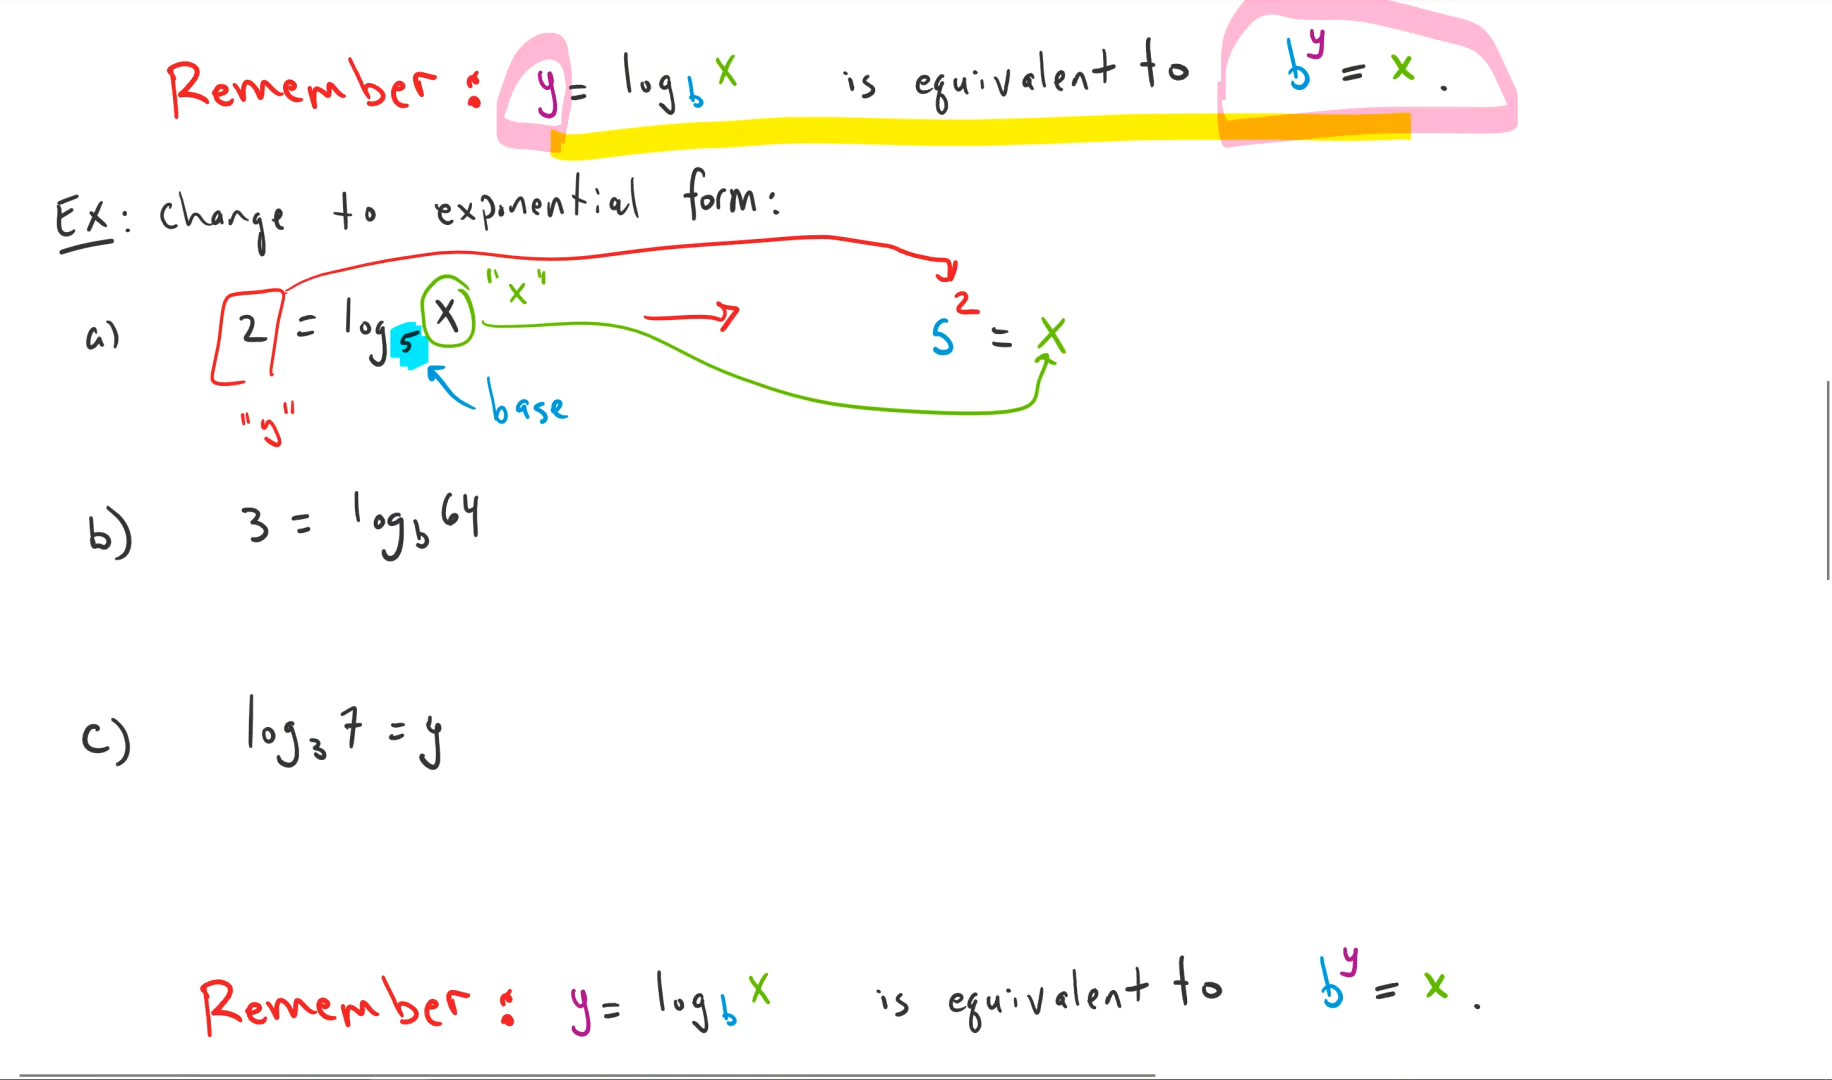 Remember : y = log_b x is equivalent to b^y = x .
Ex: change to exponential form:
a) 2 = log_5 x "x" 5^2 = x
"y" base
b) 3 = log_b 64
c) log_3 7 = y
Remember : y = log_b x is equivalent to b^y = x .